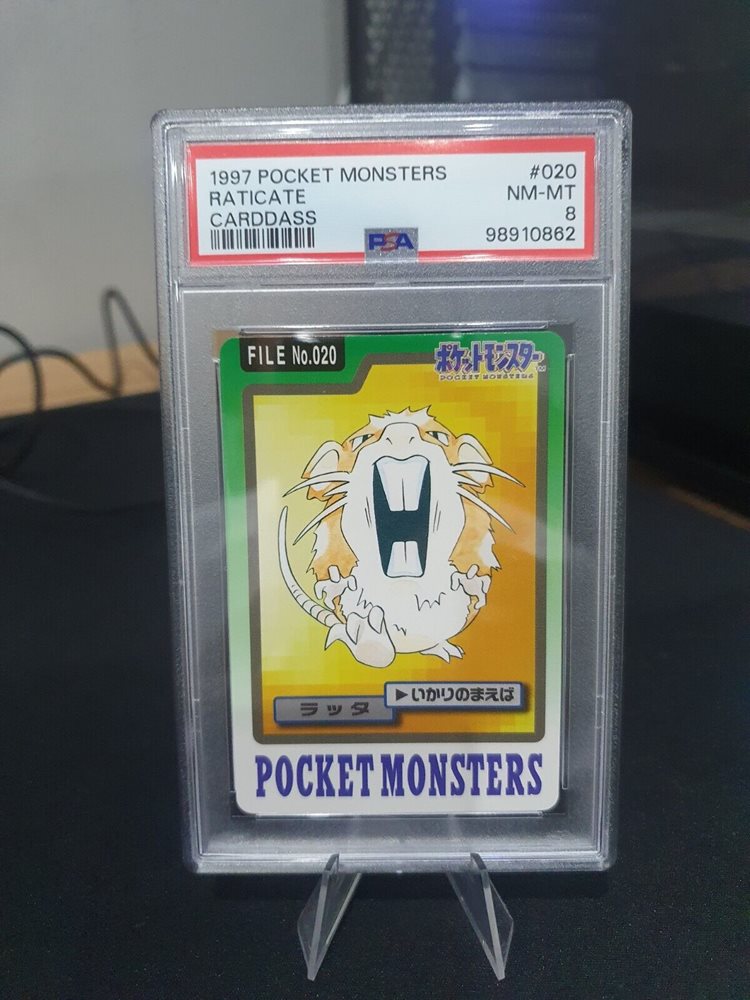 1997 POCKET MONSTERS #020
RATICATE NM-MT
CARDDASS 8
PSA 98910862
FILE No.020
ポケットモンスター
POCKET MONSTERS
ラッタ
▶いかりのまえば
POCKET MONSTERS